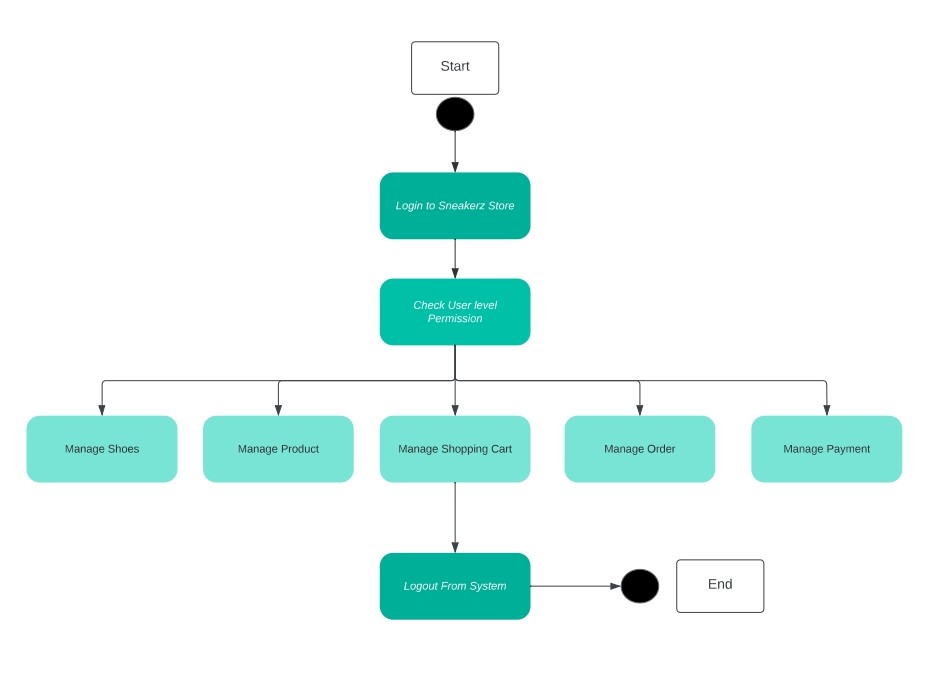 Start
Login to Sneakerz Store
Check User level
Permission
Manage Shoes
Manage Product
Manage Shopping Cart
Manage Order
Manage Payment
Logout From System
End